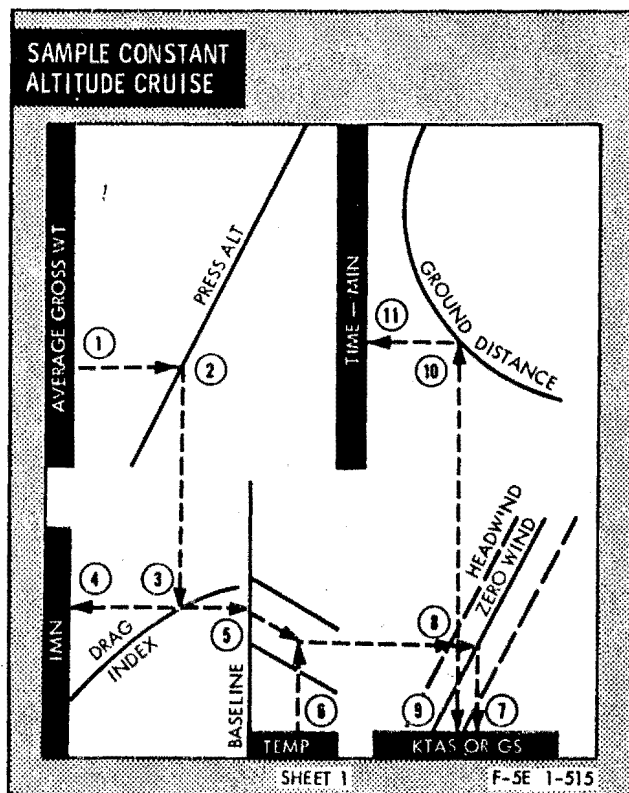 SAMPLE CONSTANT
ALTITUDE CRUISE
AVERAGE GROSS WT
PRESS ALT
1
2
TIME — MIN
GROUND DISTANCE
11
10
IMN
4
3
DRAG
INDEX
BASELINE
5
6
TEMP
HEADWIND
ZERO WIND
8
9
7
KTAS OR GS
SHEET 1
F-5E 1-515